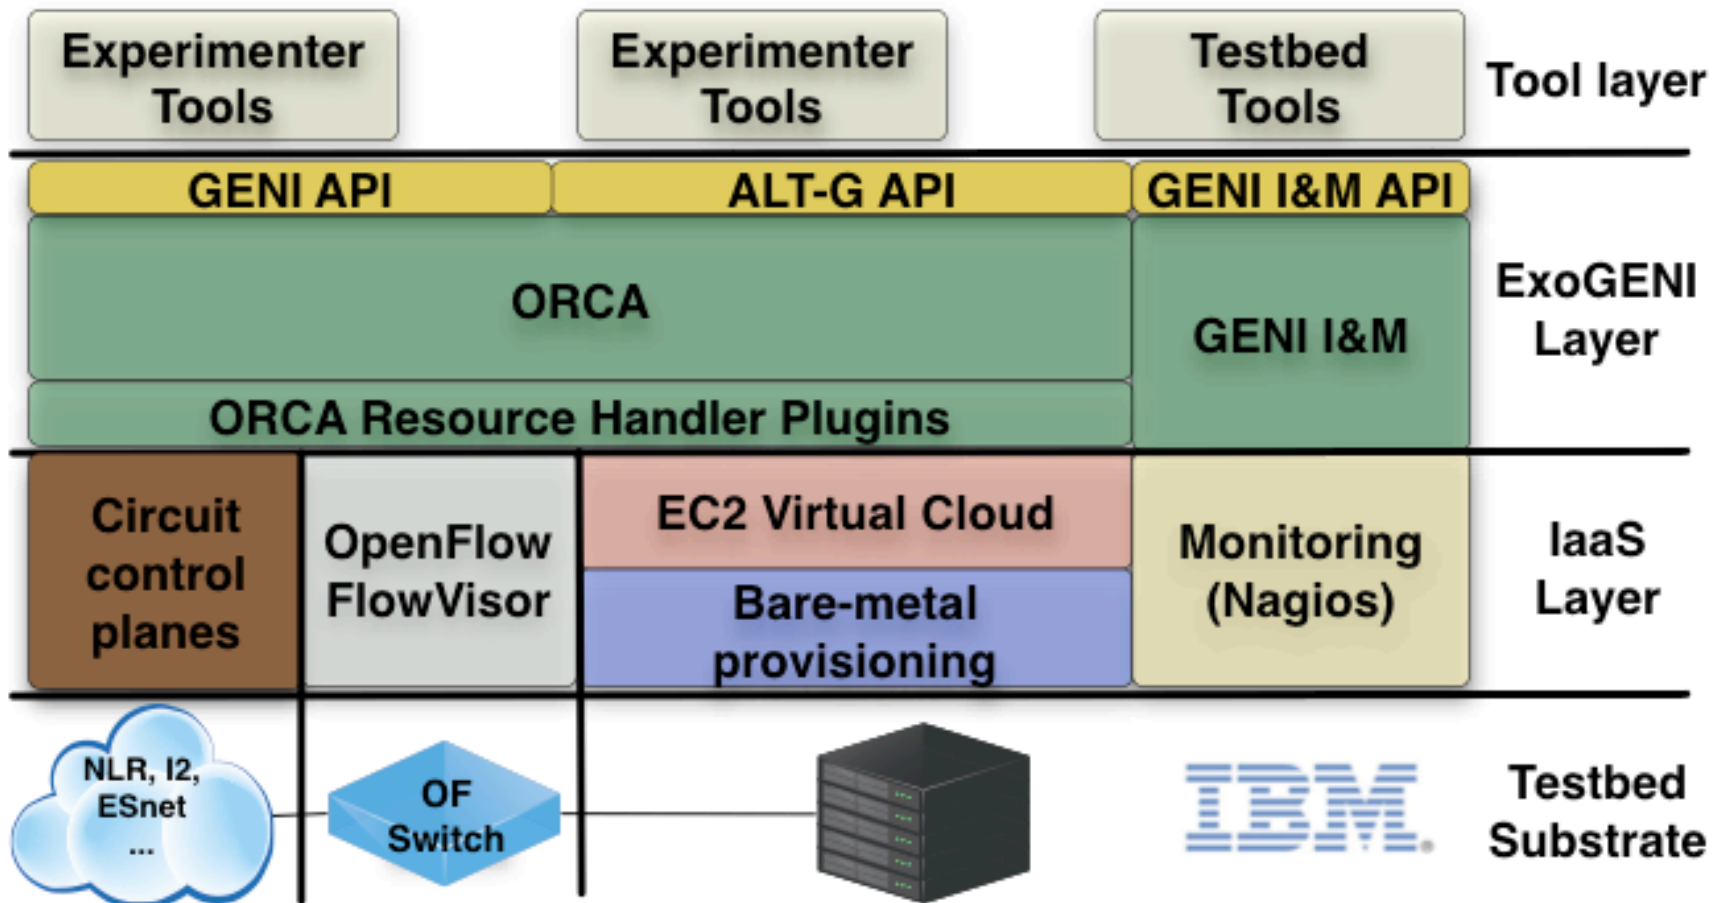 Experimenter
Tools
Experimenter
Tools
Testbed
Tools
Tool layer
GENI API
ALT-G API
GENI I&M API
ORCA
GENI I&M
ExoGENI
Layer
ORCA Resource Handler Plugins
Circuit
control
planes
OpenFlow
FlowVisor
EC2 Virtual Cloud
Bare-metal
provisioning
Monitoring
(Nagios)
IaaS
Layer
NLR, I2,
ESnet
...
OF
Switch
IBM®
Testbed
Substrate